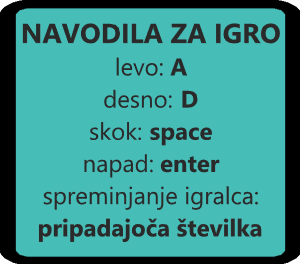 NAVODILA ZA IGRO
levo: A
desno: D
skok: space
napad: enter
spreminjanje igralca:
pripadajoča številka